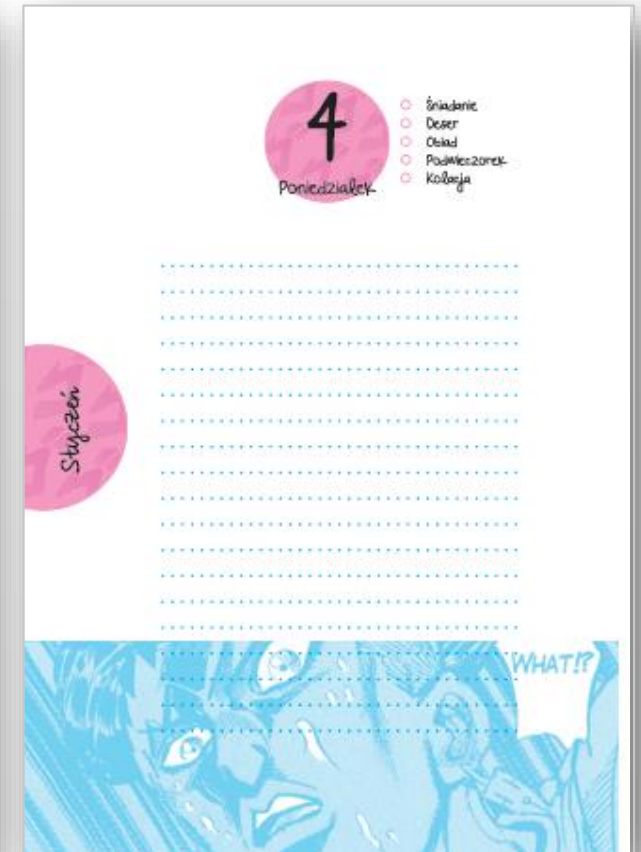 4
Poniedziałek
Śniadanie
Deser
Obiad
Podwieczorek
Kolacja
Styczeń
WHAT!?